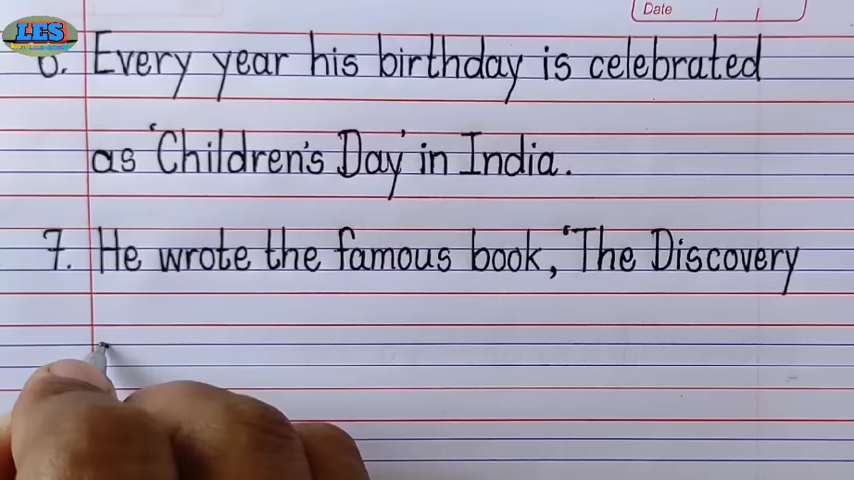 Date
LES
6. Every year his birthday is celebrated
as 'Children's Day' in India.
7. He wrote the famous book, 'The Discovery